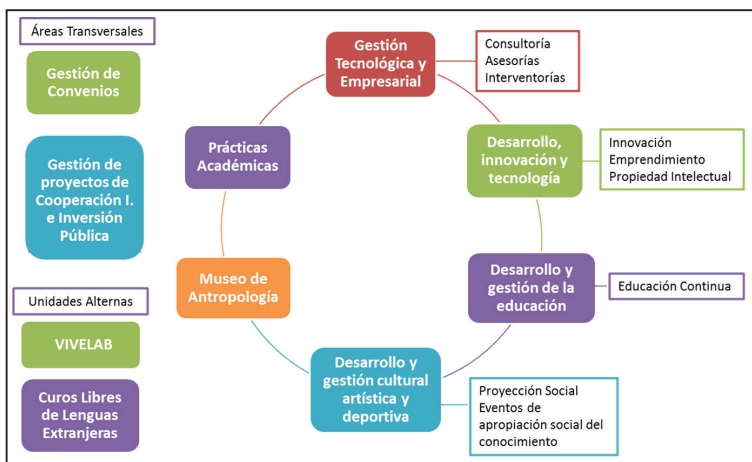 Áreas Transversales
Gestión de
Convenios
Gestión de
proyectos de
Cooperación I.
e Inversión
Pública
Unidades Alternas
VIVELAB
Curos Libres
de Lenguas
Extranjeras
Gestión
Tecnológica y
Empresarial
Consultoría
Asesorías
Interventorías
Desarrollo,
innovación y
tecnología
Innovación
Emprendimiento
Propiedad Intelectual
Desarrollo y
gestión de la
educación
Educación Continua
Desarrollo y
gestión cultural
artística y
deportiva
Proyección Social
Eventos de
apropiación social del
conocimiento
Museo de
Antropología
Prácticas
Académicas